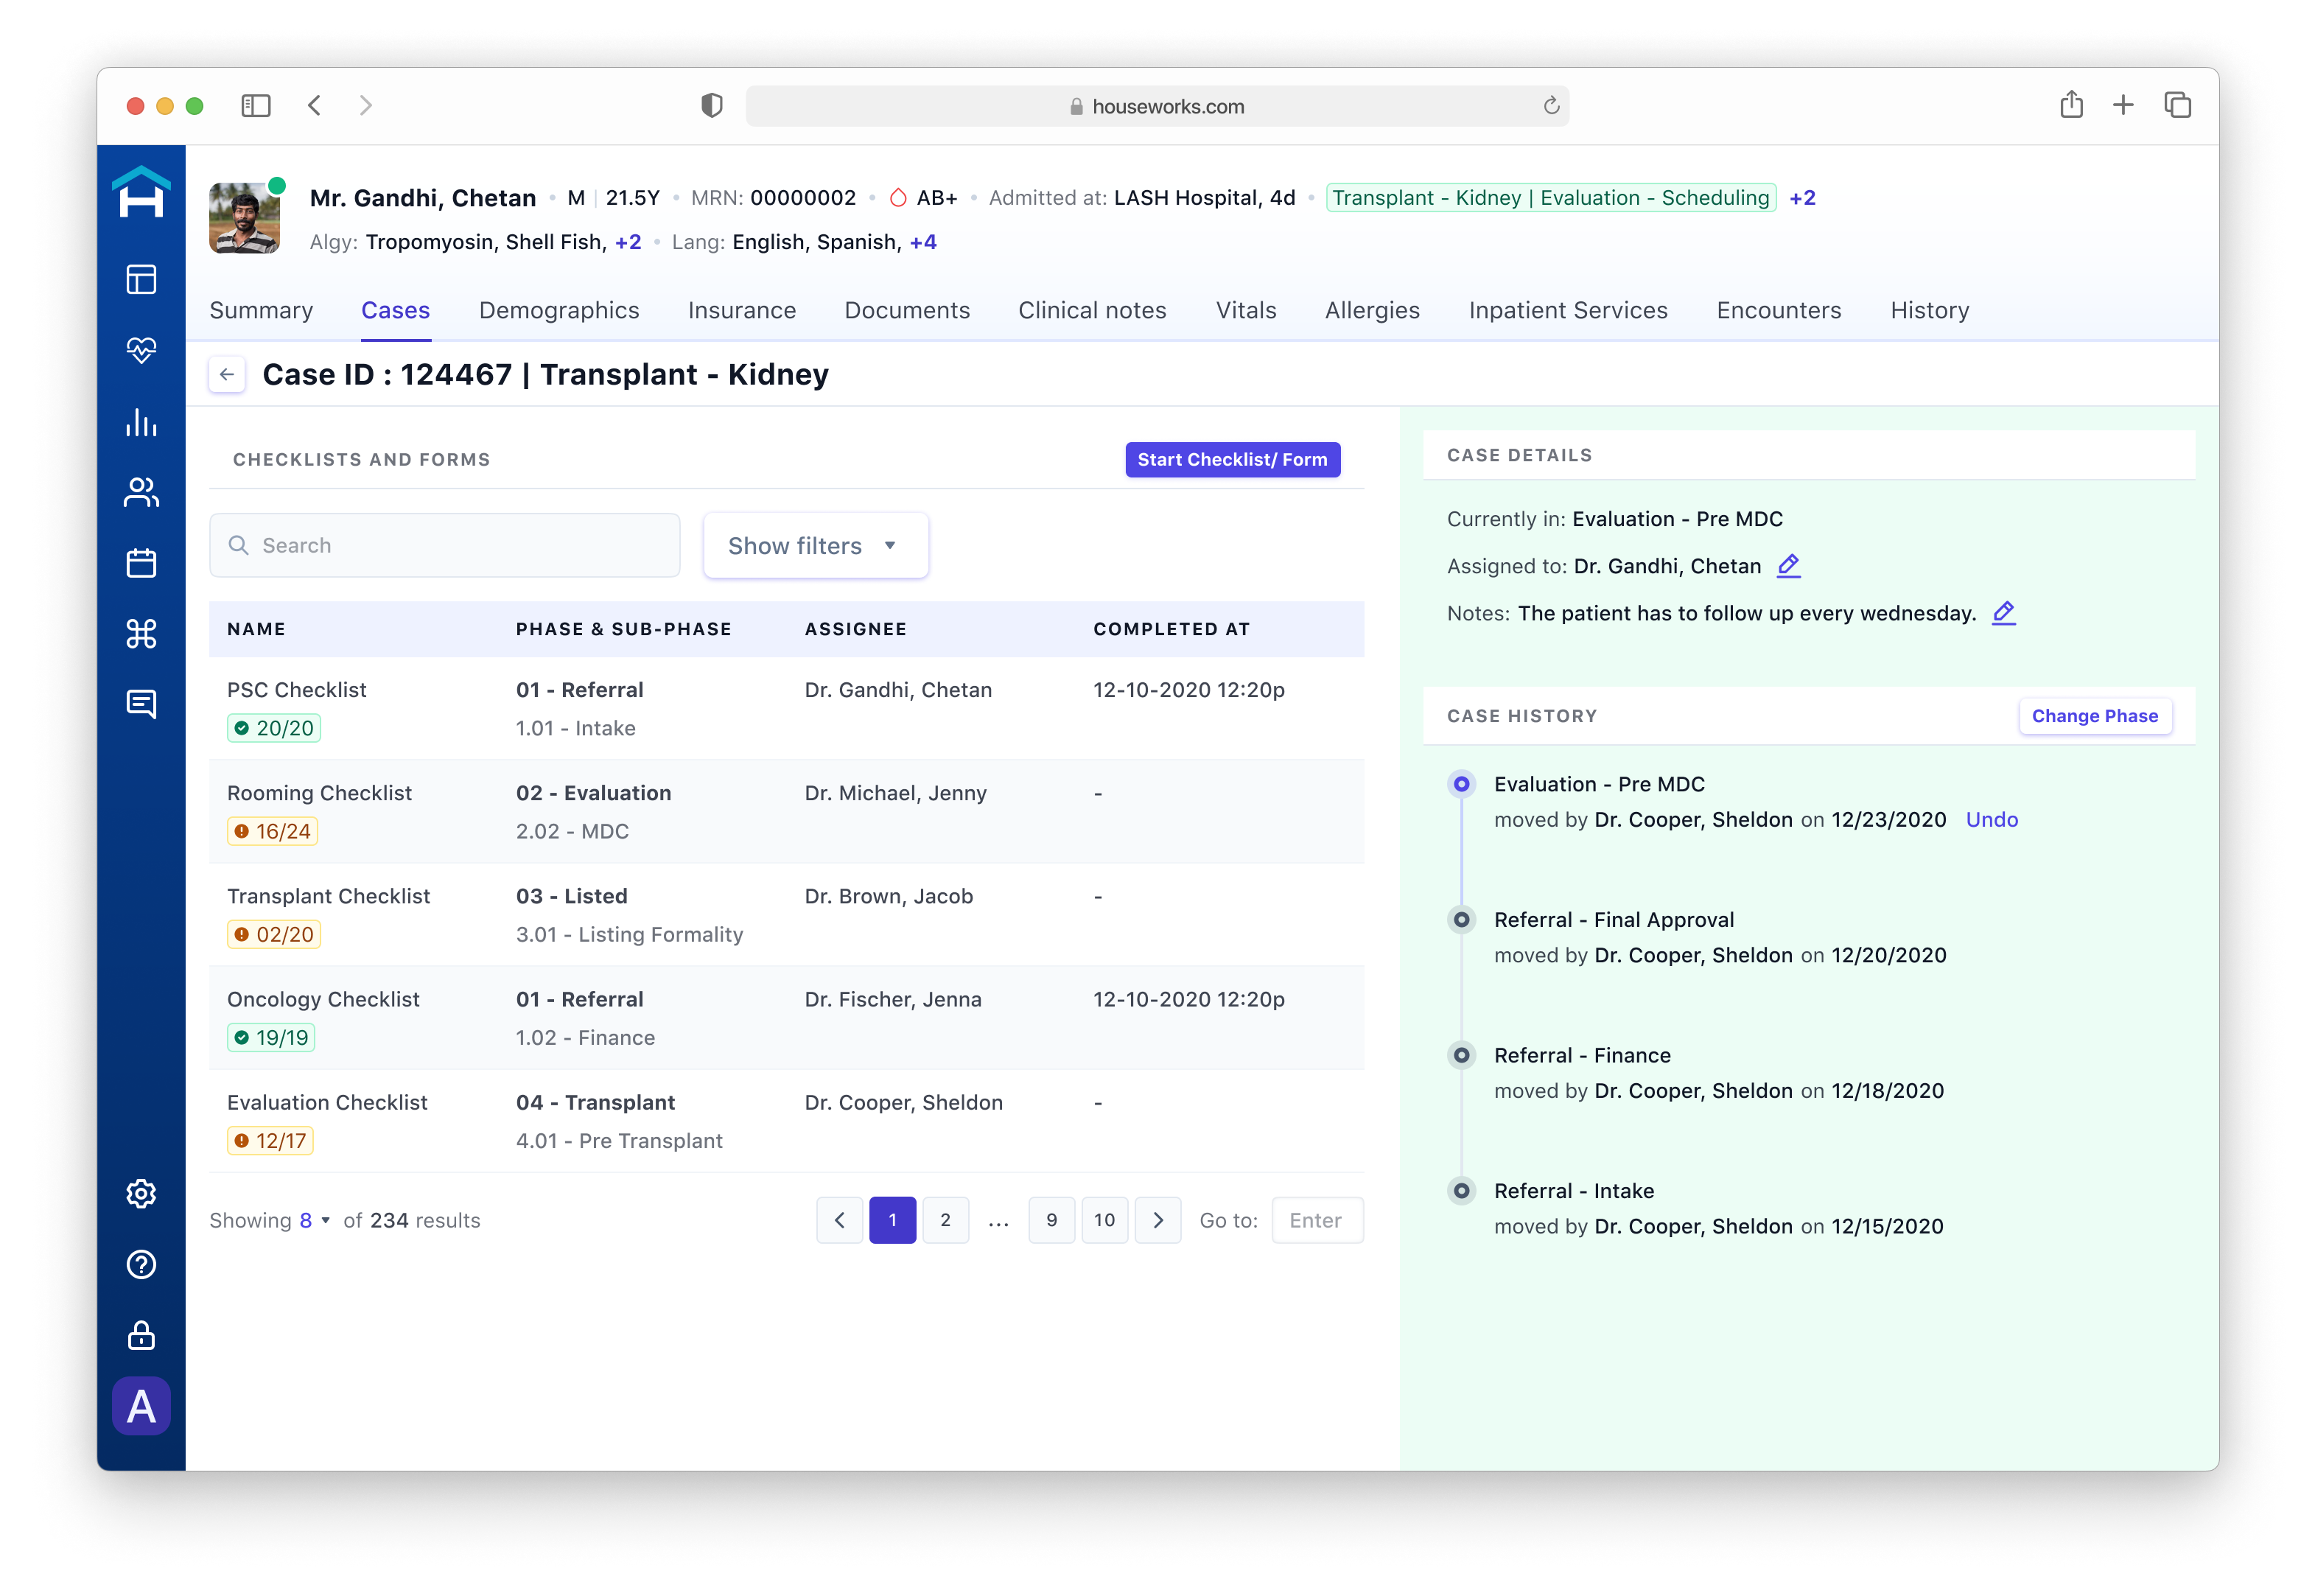 houseworks.com
Mr. Gandhi, Chetan • M | 21.5Y • MRN: 00000002 • AB+ • Admitted at: LASH Hospital, 4d • Transplant - Kidney | Evaluation - Scheduling +2
Algy: Tropomyosin, Shell Fish, +2 • Lang: English, Spanish, +4
Summary Cases Demographics Insurance Documents Clinical notes Vitals Allergies Inpatient Services Encounters History
Case ID : 124467 | Transplant - Kidney
CHECKLISTS AND FORMS Start Checklist/ Form
Search Show filters
NAME PHASE & SUB-PHASE ASSIGNEE COMPLETED AT
PSC Checklist 01 - Referral Dr. Gandhi, Chetan 12-10-2020 12:20p
20/20 1.01 - Intake
Rooming Checklist 02 - Evaluation Dr. Michael, Jenny -
16/24 2.02 - MDC
Transplant Checklist 03 - Listed Dr. Brown, Jacob -
02/20 3.01 - Listing Formality
Oncology Checklist 01 - Referral Dr. Fischer, Jenna 12-10-2020 12:20p
19/19 1.02 - Finance
Evaluation Checklist 04 - Transplant Dr. Cooper, Sheldon -
12/17 4.01 - Pre Transplant
Showing 8 of 234 results 1 2 ... 9 10 Go to: Enter
CASE DETAILS
Currently in: Evaluation - Pre MDC
Assigned to: Dr. Gandhi, Chetan
Notes: The patient has to follow up every wednesday.
CASE HISTORY Change Phase
Evaluation - Pre MDC
moved by Dr. Cooper, Sheldon on 12/23/2020 Undo
Referral - Final Approval
moved by Dr. Cooper, Sheldon on 12/20/2020
Referral - Finance
moved by Dr. Cooper, Sheldon on 12/18/2020
Referral - Intake
moved by Dr. Cooper, Sheldon on 12/15/2020
A